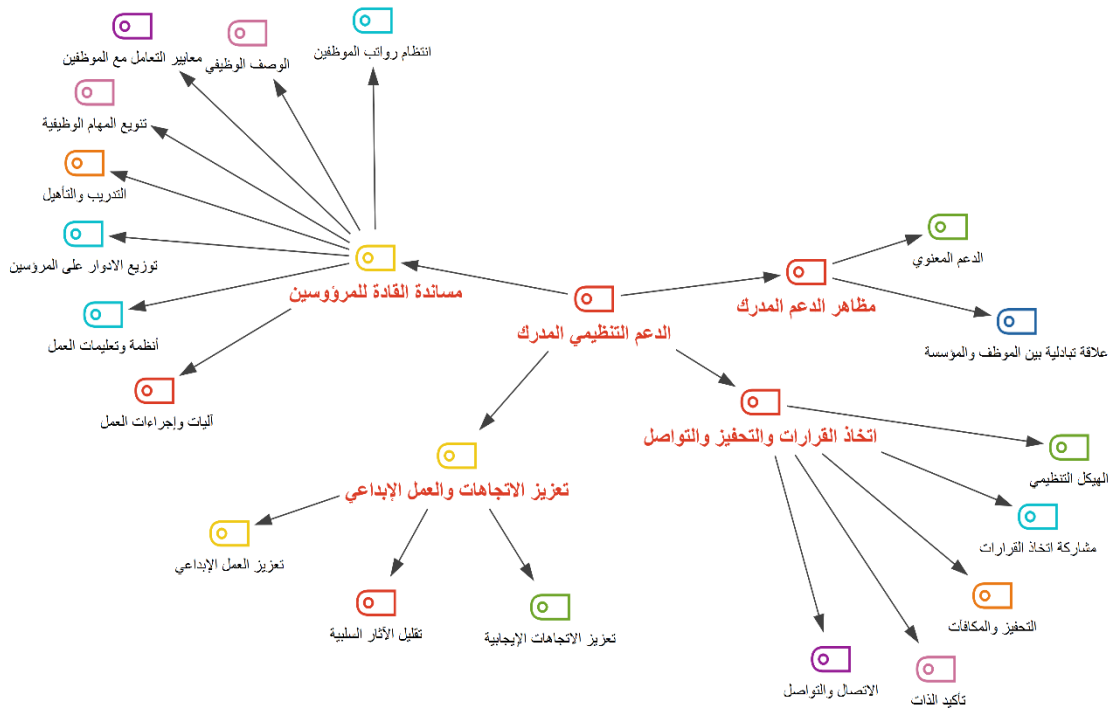 انتظام رواتب الموظفين
الوصف الوظيفي
معايير التعامل مع الموظفين
تنويع المهام الوظيفية
التدريب والتأهيل
توزيع الادوار على المرؤسين
أنظمة وتعليمات العمل
آليات وإجراءات العمل
مساندة القادة للمرؤوسين
الدعم التنظيمي المدرك
مظاهر الدعم المدرك
الدعم المعنوي
علاقة تبادلية بين الموظف والمؤسسة
اتخاذ القرارات والتحفيز والتواصل
الهيكل التنظيمي
مشاركة اتخاذ القرارات
التحفيز والمكافآت
تأكيد الذات
الاتصال والتواصل
تعزيز الاتجاهات والعمل الإبداعي
تعزيز الاتجاهات الإيجابية
تقليل الآثار السلبية
تعزيز العمل الإبداعي